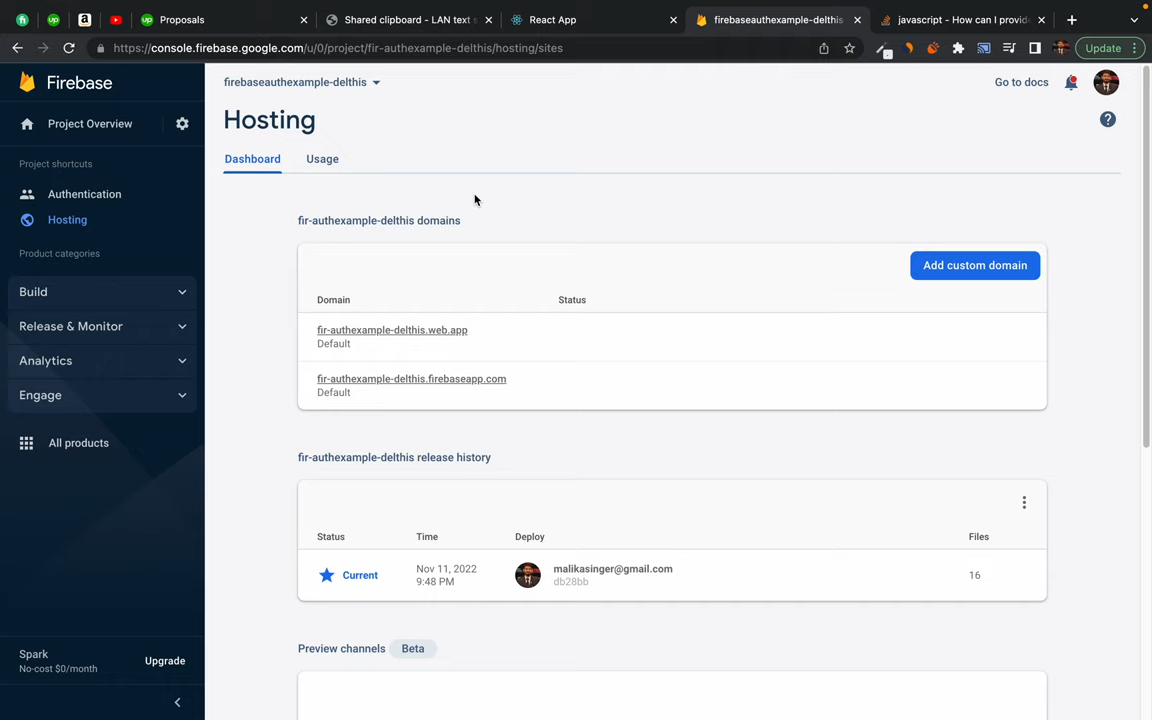 Proposals
Shared clipboard - LAN text s
React App
firebaseauthexample-delthis
javascript - How can I provide
https://console.firebase.google.com/u/0/project/fir-authexample-delthis/hosting/sites
Update
Firebase
firebaseauthexample-delthis
Go to docs
Project Overview
Hosting
Project shortcuts
Dashboard
Usage
Authentication
Hosting
fir-authexample-delthis domains
Product categories
Add custom domain
Build
Domain
Status
Release & Monitor
fir-authexample-delthis.web.app
Default
Analytics
fir-authexample-delthis.firebaseapp.com
Default
Engage
All products
fir-authexample-delthis release history
Status
Time
Deploy
Files
Current
Nov 11, 2022
9:48 PM
malikasinger@gmail.com
db28bb
16
Preview channels
Beta
Spark
No-cost $0/month
Upgrade